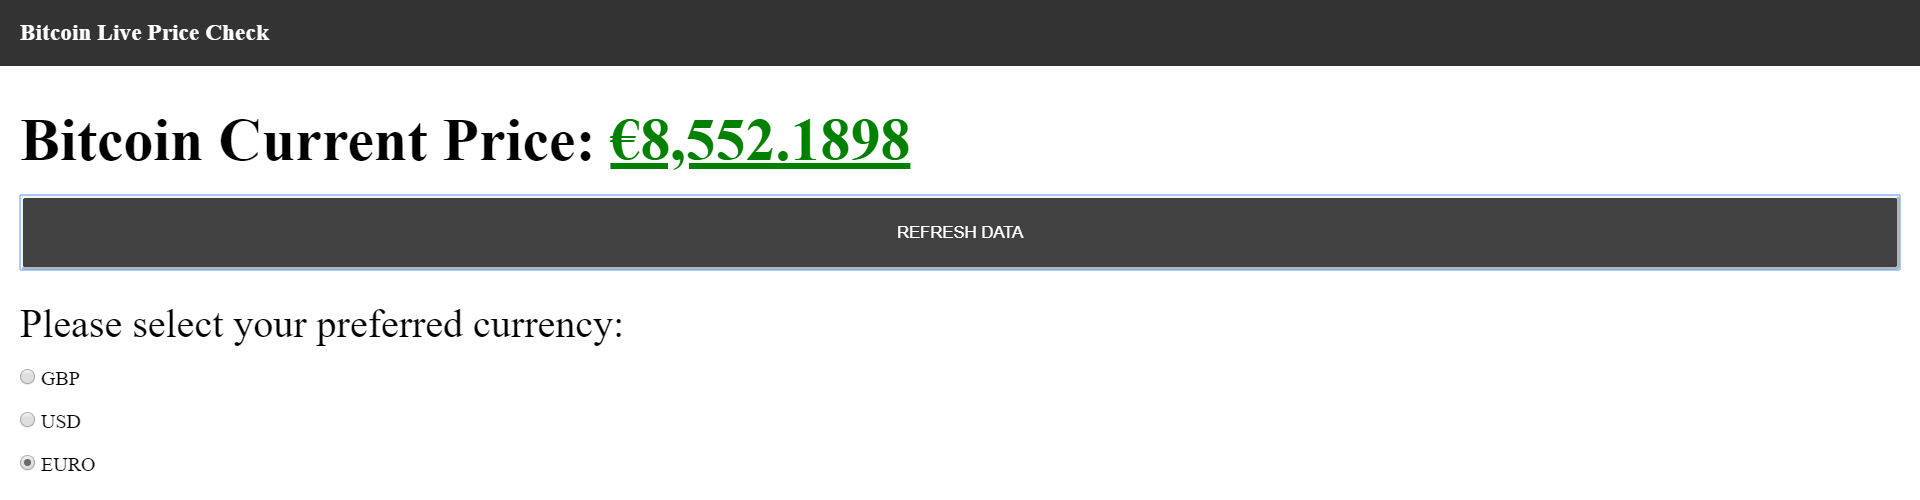 Bitcoin Live Price Check
Bitcoin Current Price: €8,552.1898
REFRESH DATA
Please select your preferred currency:
GBP
USD
EURO